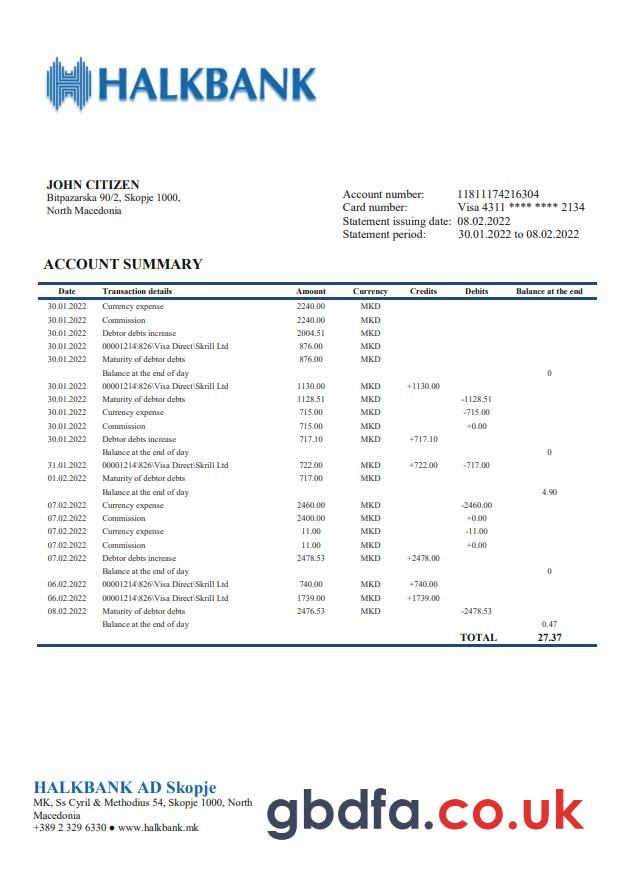 HALKBANK
JOHN CITIZEN
Bitpazarska 90/2, Skopje 1000,
North Macedonia
Account number: 11811174216304
Card number: Visa 4311 **** **** 2134
Statement issuing date: 08.02.2022
Statement period: 30.01.2022 to 08.02.2022
ACCOUNT SUMMARY
Date Transaction details Amount Currency Credits Debits Balance at the end
30.01.2022 Currency expense 2240.00 MKD
30.01.2022 Commission 2240.00 MKD
30.01.2022 Debtor debts increase 2004.51 MKD
30.01.2022 00001214\826\Visa Direct\Skrill Ltd 876.00 MKD
30.01.2022 Maturity of debtor debts 876.00 MKD
Balance at the end of day 0
30.01.2022 00001214\826\Visa Direct\Skrill Ltd 1130.00 MKD +1130.00
30.01.2022 Maturity of debtor debts 1128.51 MKD -1128.51
30.01.2022 Currency expense 715.00 MKD -715.00
30.01.2022 Commission 715.00 MKD +0.00
30.01.2022 Debtor debts increase 717.10 MKD +717.10
Balance at the end of day 0
31.01.2022 00001214\826\Visa Direct\Skrill Ltd 722.00 MKD +722.00 -717.00
01.02.2022 Maturity of debtor debts 717.00 MKD
Balance at the end of day 4.90
07.02.2022 Currency expense 2460.00 MKD -2460.00
07.02.2022 Commission 2400.00 MKD +0.00
07.02.2022 Currency expense 11.00 MKD -11.00
07.02.2022 Commission 11.00 MKD +0.00
07.02.2022 Debtor debts increase 2478.53 MKD +2478.00
Balance at the end of day 0
06.02.2022 00001214\826\Visa Direct\Skrill Ltd 740.00 MKD +740.00
06.02.2022 00001214\826\Visa Direct\Skrill Ltd 1739.00 MKD +1739.00
08.02.2022 Maturity of debtor debts 2476.53 MKD -2478.53
Balance at the end of day 0.47
TOTAL 27.37
HALKBANK AD Skopje
MK, Ss Cyril & Methodius 54, Skopje 1000, North
Macedonia
+389 2 329 6330 ● www.halkbank.mk
gbdfa.co.uk